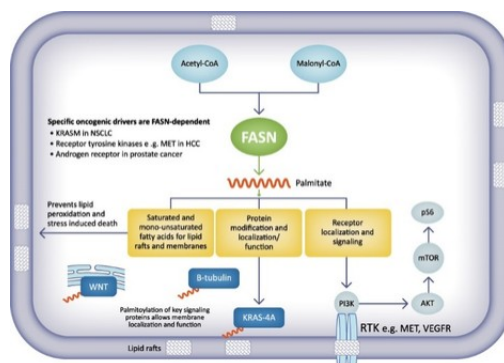 Acetyl-CoA
Malonyl-CoA
Specific oncogenic drivers are FASN-dependent
• KRASM in NSCLC
• Receptor tyrosine kinases e.g. MET in HCC
• Androgen receptor in prostate cancer
FASN
Palmitate
Prevents lipid
peroxidation and
stress induced death
Saturated and
mono-unsaturated
fatty acids for lipid
rafts and membranes
Protein
modification and
localization/
function
Receptor
localization and
signaling
pS6
mTOR
AKT
PI3K
RTK e.g. MET, VEGFR
WNT
B-tubulin
Palmitoylation of key signaling
proteins allows membrane
localization and function
KRAS-4A
Lipid rafts